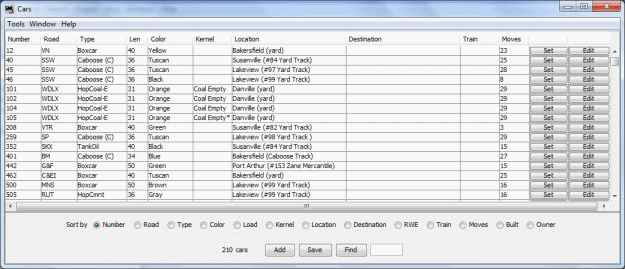 Cars
Tools Window Help
Number Road Type Len Color Kernel Location Destination Train Moves
12 VN Boxcar 40 Yellow Bakersfield (yard) 23 Set Edit
40 SSW Caboose (C) 36 Tuscan Susanville (#84 Yard Track) 25 Set Edit
45 SSW Caboose (C) 36 Tuscan Lakeview (#97 Yard Track) 28 Set Edit
46 SSW Caboose (C) 36 Black Lakeview (#99 Yard Track) 8 Set Edit
101 WDLX HopCoal-E 31 Orange Coal Empty Danville (yard) 29 Set Edit
103 WDLX HopCoal-E 31 Orange Coal Empty Danville (yard) 29 Set Edit
104 WDLX HopCoal-E 31 Orange Coal Empty Danville (yard) 29 Set Edit
105 WDLX HopCoal-E 31 Orange Coal Empty* Danville (yard) 29 Set Edit
208 VTR Boxcar 40 Green Susanville (#82 Yard Track) 3 Set Edit
259 SP Caboose (C) 36 Tuscan Lakeview (#98 Yard Track ) 29 Set Edit
352 SKX TankOil 40 Black Susanville (#84 Yard Track) 15 Set Edit
401 BM Caboose (C) 34 Blue Bakersfield (Caboose Track) 27 Set Edit
442 G&F Boxcar 50 Green Port Arthur (#153 Zane Mercantile) 15 Set Edit
462 C&EI Boxcar 40 Tuscan Bakersfield (yard) 25 Set Edit
500 MNS Boxcar 50 Brown Lakeview (#99 Yard Track) 16 Set Edit
505 RUT HopCmnt 36 Gray Lakeview (#99 Yard Track) 16 Set Edit
Sort by Number Road Type Color Load Kernel Location Destination RWE Train Moves Built Owner
210 cars Add Save Find